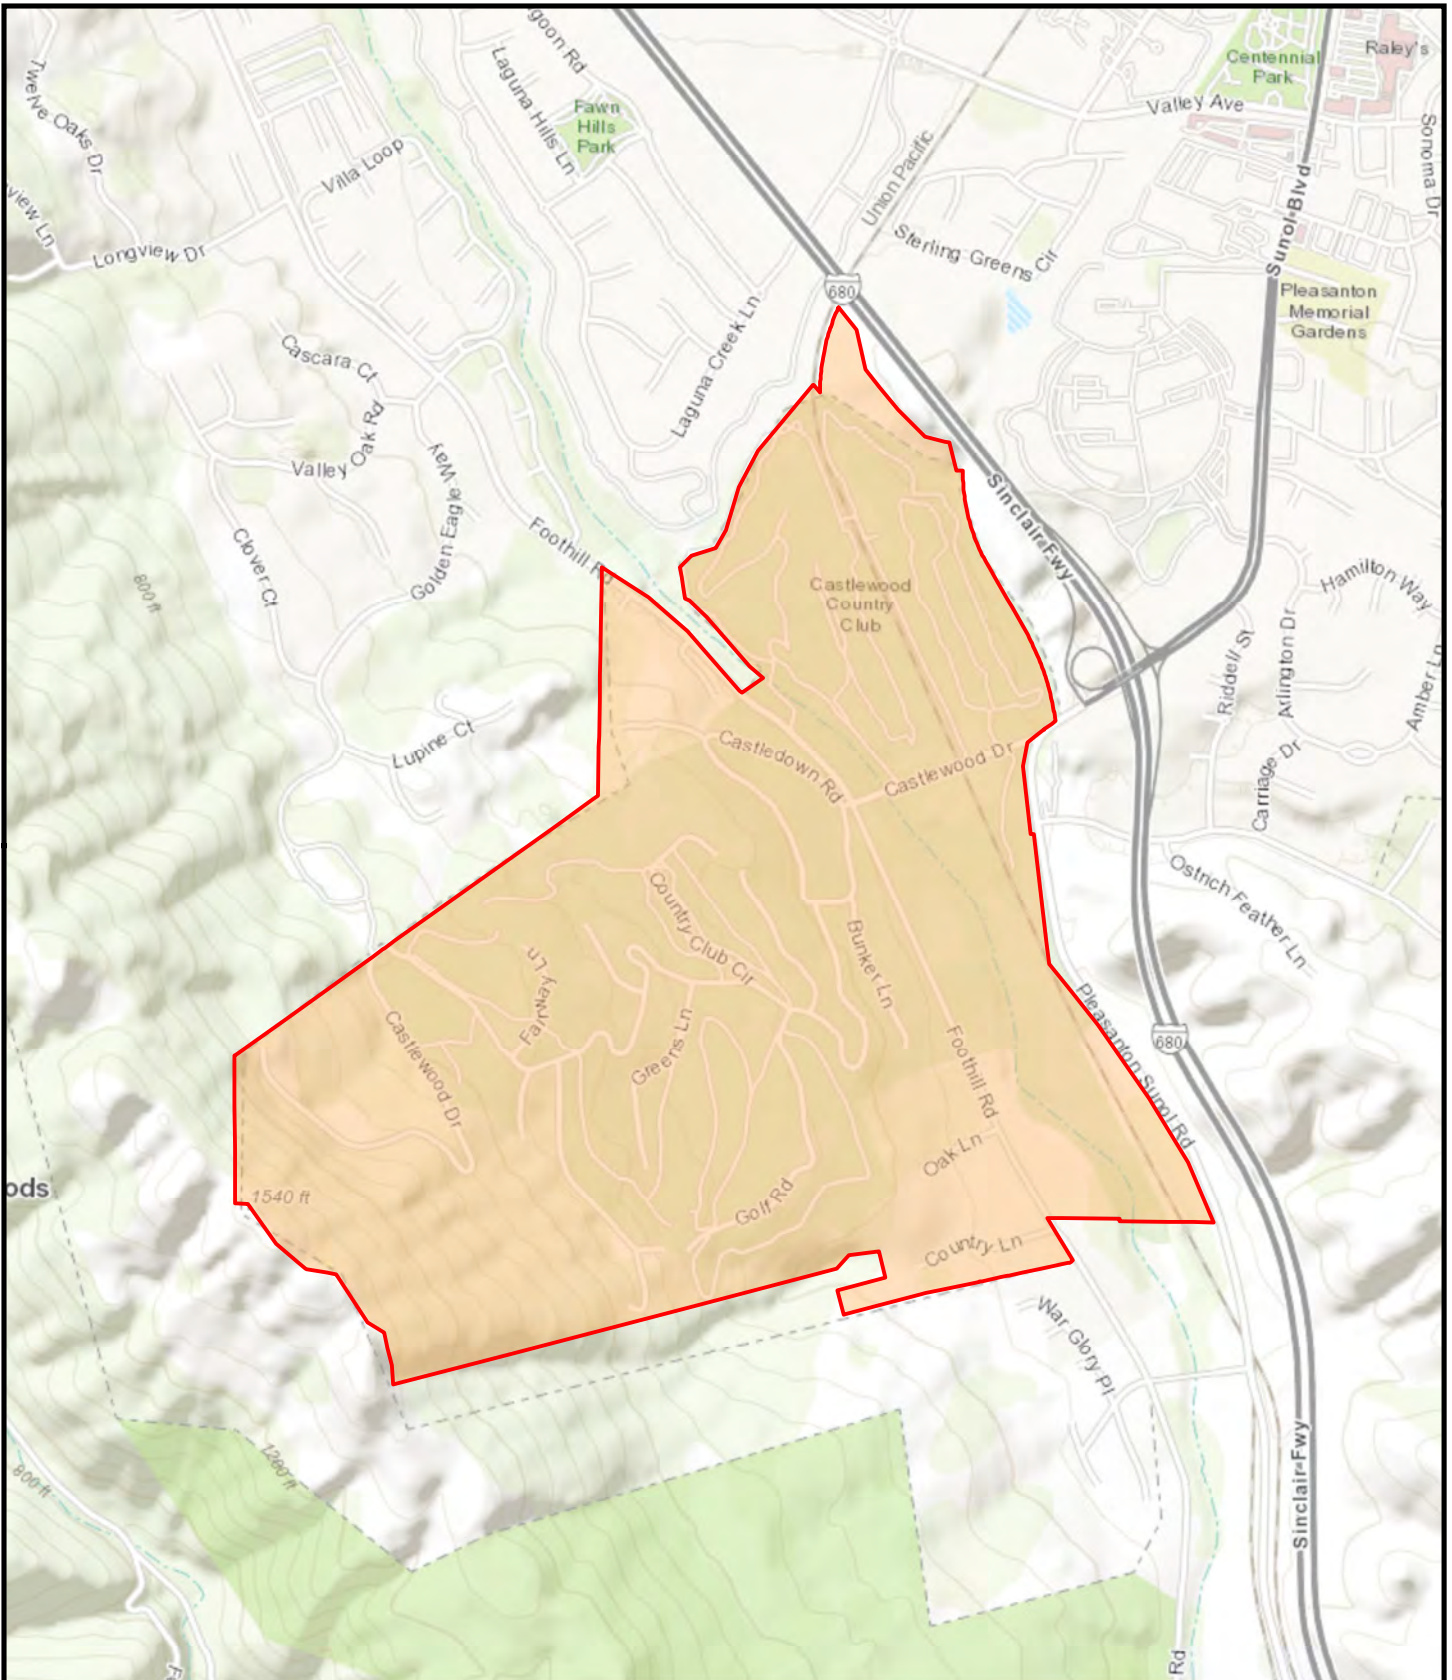 goon Rd
Centennial
Park
Raley's
Twelve Oaks Dr
Laguna Hills Ln
Fawn
Hills
Park
Valley Ave
Sonoma Dr
Villa Loop
Union Pacific
Sunol Blvd
view Ln
Longview Dr
Sterling Greens Cir
680
Pleasanton
Memorial
Gardens
Cascara Ct
Laguna Creek Ln
Valley Oak Rd
Golden Eagle Way
Sinclair Fwy
Clover Ct
Foothill Rd
800 ft
Castlewood
Country
Club
Hamilton Way
Riddell St
Arlington Dr
Amber Ln
Lupine Ct
Castledown Rd
Castlewood Dr
Carriage Dr
Ostrich Feather Ln
Country Club Cir
Bunker Ln
Fairway Ln
Greens Ln
Castlewood Dr
Foothill Rd
Pleasanton Sunol Rd
680
Oak Ln
ods
1540 ft
Golf Rd
Country Ln
War Glory Pl
1200 ft
800 ft
Sinclair Fwy
Rd